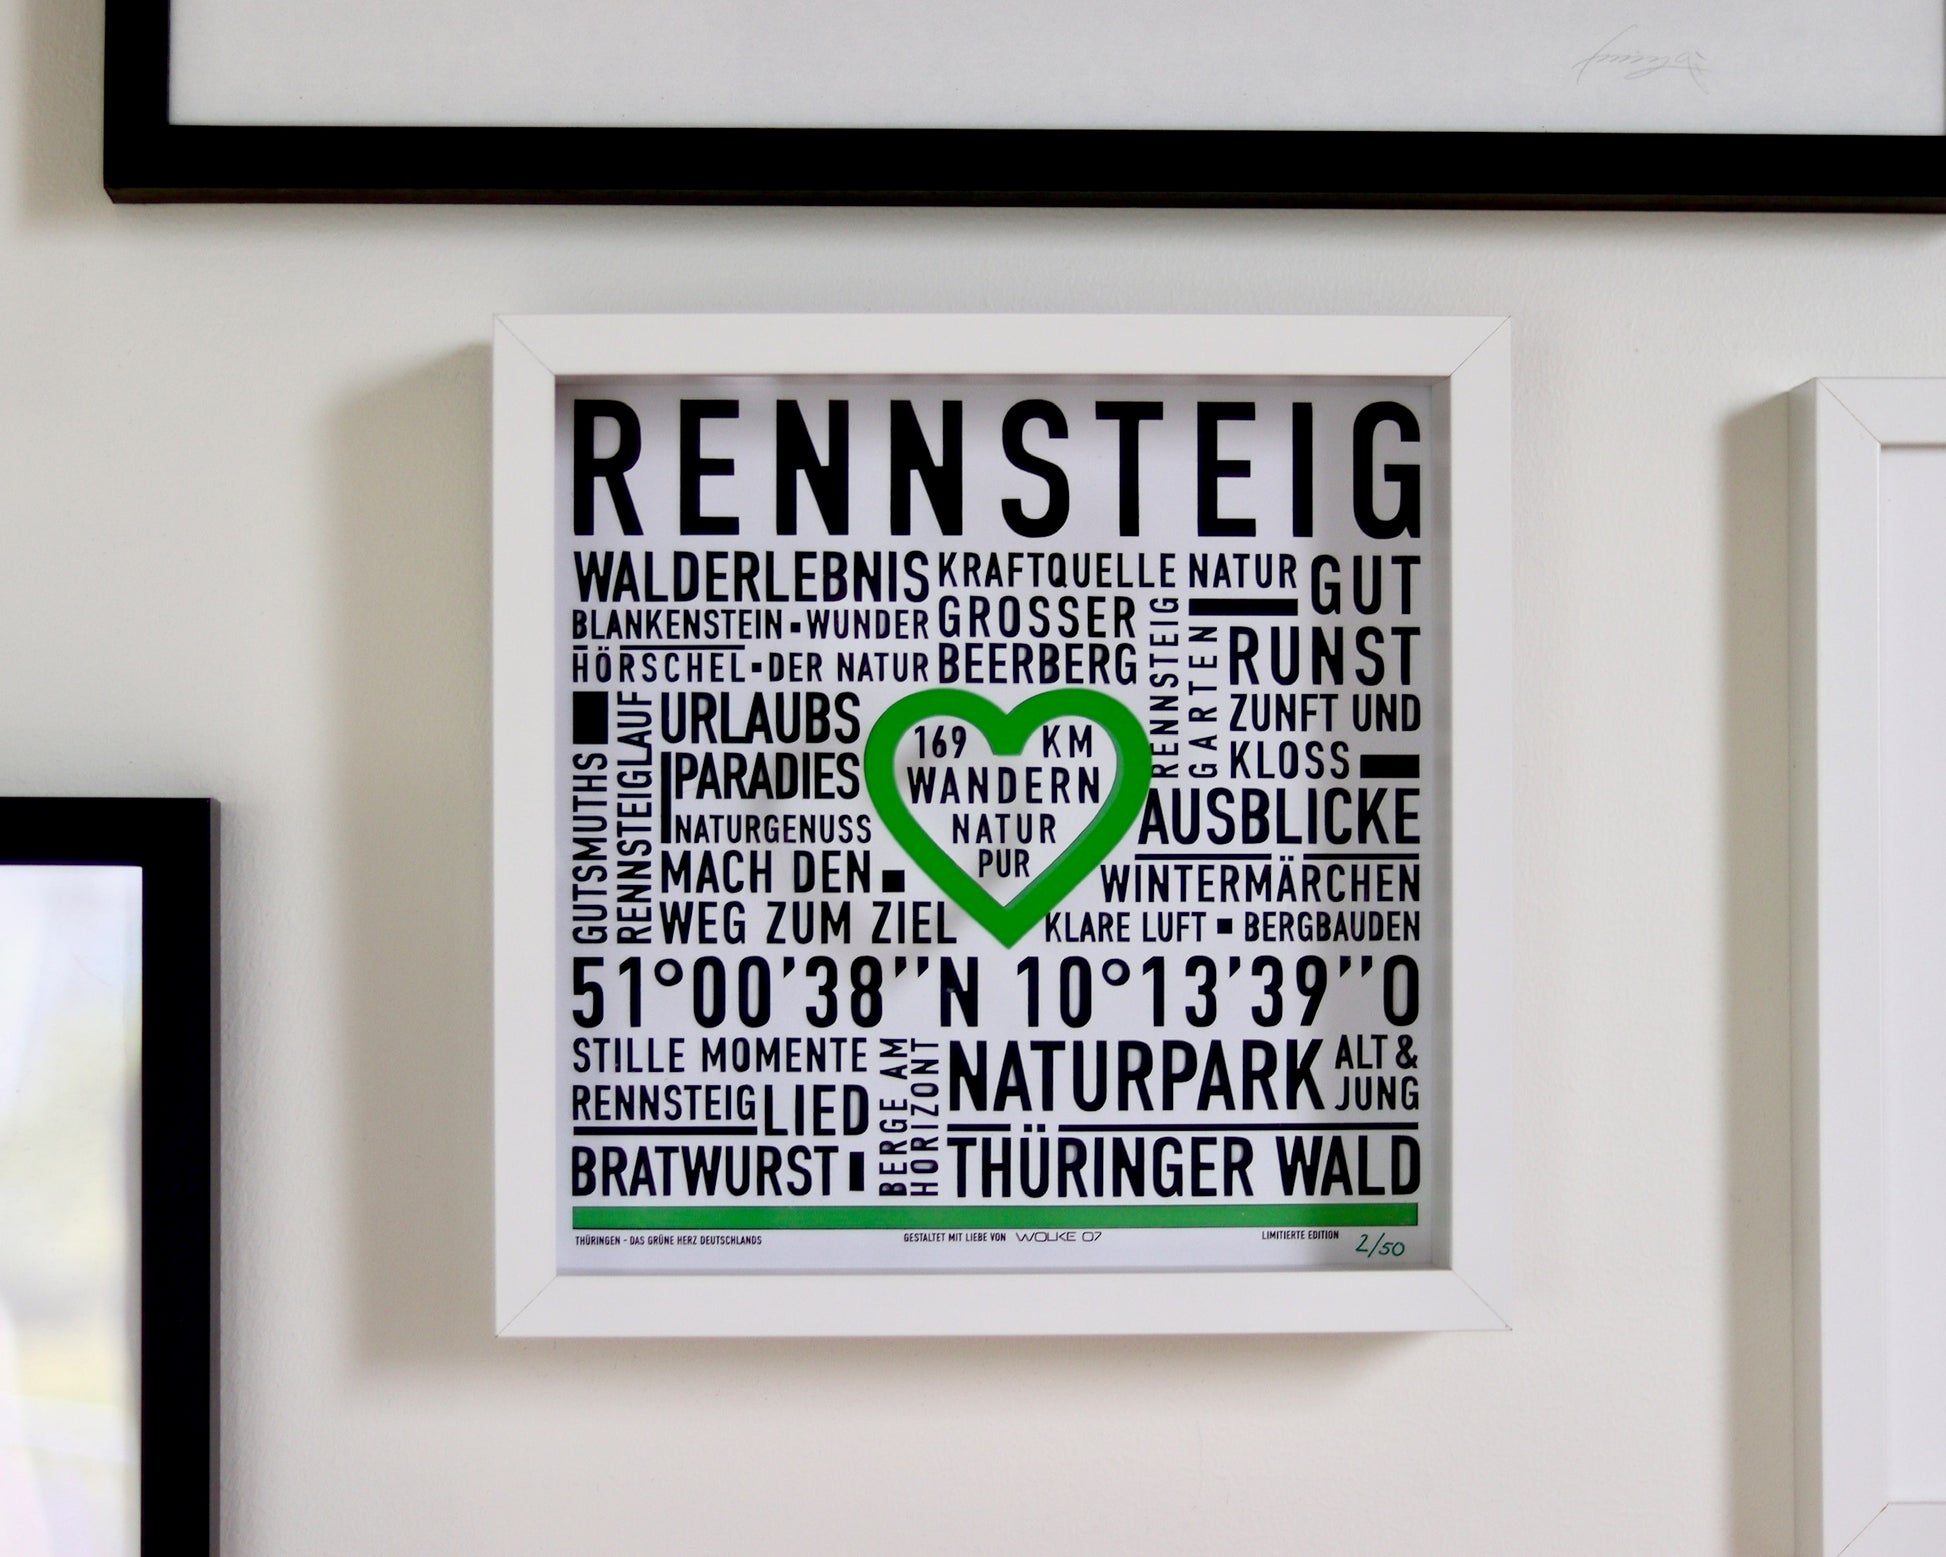 RENNSTEIG
WALDERLEBNIS
BLANKENSTEIN▪WUNDER
HÖRSCHEL▪DER NATUR
KRAFTQUELLE
GROSSER
BEERBERG
NATUR
RENNSTEIG
GARTEN
GUT
RUNST
ZUNFT UND
KLOSS
GUTSMUTHS
RENNSTEIGLAUF
URLAUBS
PARADIES
NATURGENUSS
MACH DEN
WEG ZUM ZIEL
169 KM
WANDERN
NATUR
PUR
AUSBLICKE
WINTERMÄRCHEN
KLARE LUFT ▪ BERGBAUDEN
51°00'38''N 10°13'39''O
STILLE MOMENTE
RENNSTEIGLIED
BRATWURST
BERGE AM
HORIZONT
NATURPARK
ALT &
JUNG
THÜRINGER WALD
THÜRINGEN - DAS GRÜNE HERZ DEUTSCHLANDS
GESTALTET MIT LIEBE VON WOLKE 07
LIMITIERTE EDITION 2/50